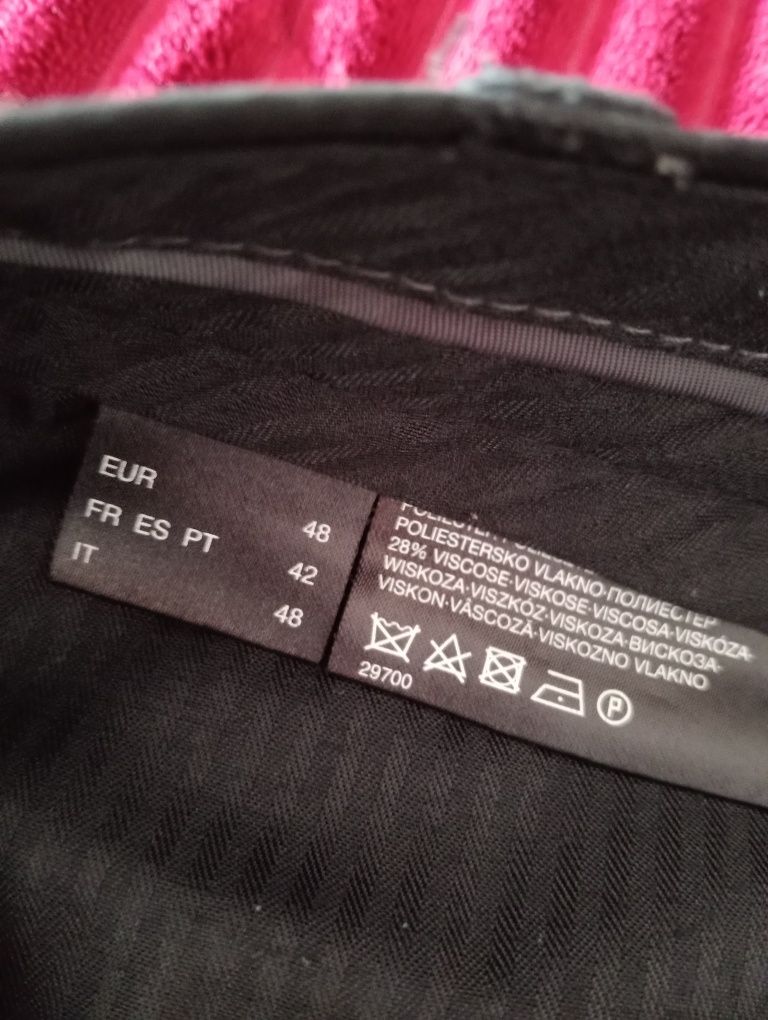 EUR 48
FR ES PT 42
IT 48
POLIESTERSKO VLAKNO·ПОЛИЕСТЕР
28% VISCOSE·VISKOSE·VISCOSA·VISKÓZA·
WISKOZA·VISZKÓZ·VISKOZA·ВИСКОЗА·
VISKON·VÂSCOZĂ·VISKOZNO VLAKNO
29700
P